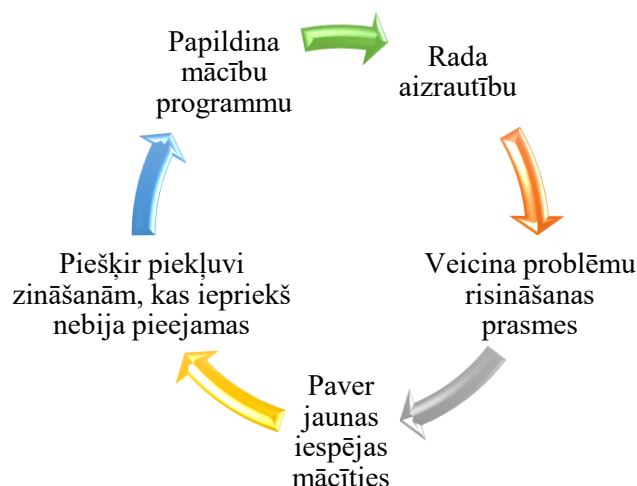 Papildina
mācību
programmu
Rada
aizrautību
Veicina problēmu
risināšanas
prasmes
Paver
jaunas
iespējas
mācīties
Piešķir piekļuvi
zināšanām, kas iepriekš
nebija pieejamas